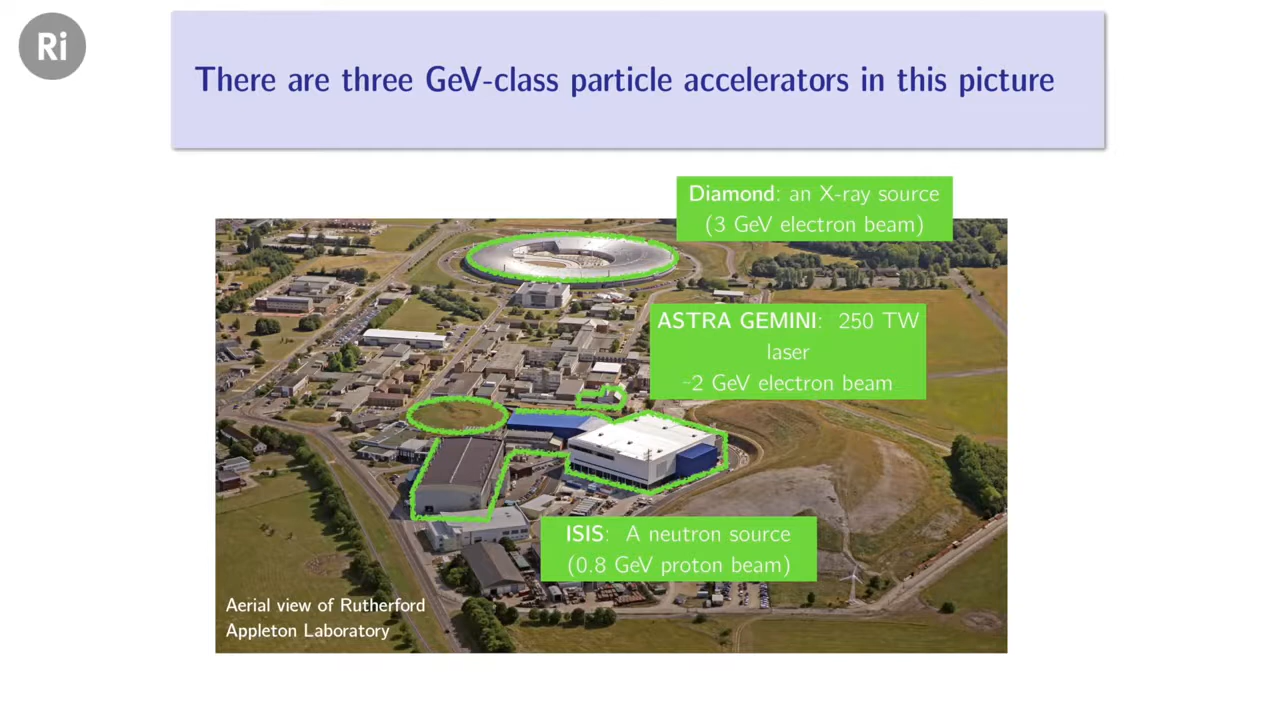 Ri
There are three GeV-class particle accelerators in this picture
Diamond: an X-ray source
(3 GeV electron beam)
ASTRA GEMINI: 250 TW
laser
~2 GeV electron beam
ISIS: A neutron source
(0.8 GeV proton beam)
Aerial view of Rutherford
Appleton Laboratory